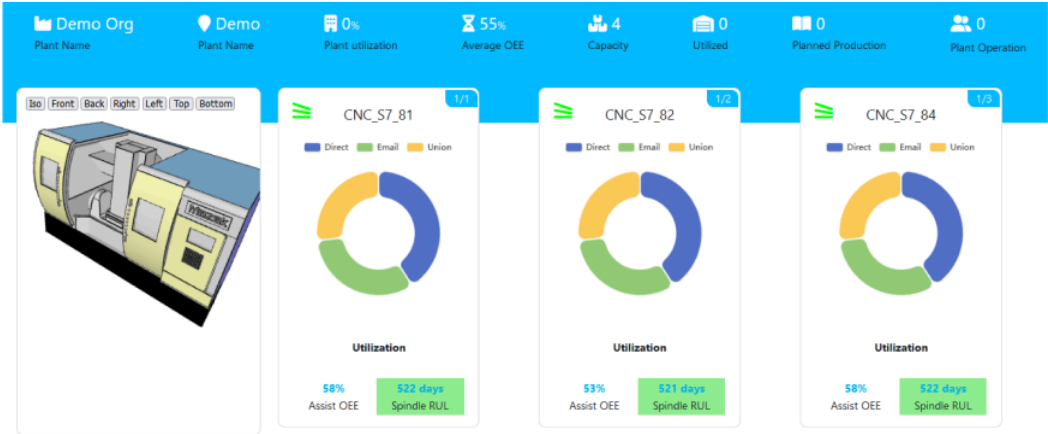 Demo Org
Plant Name
Demo
Plant Name
0%
Plant utilization
55%
Average OEE
4
Capacity
0
Utilized
0
Planned Production
0
Plant Operation
Iso Front Back Right Left Top Bottom
1/1
CNC_S7_81
Direct Email Union
Utilization
58%
Assist OEE
522 days
Spindle RUL
1/2
CNC_S7_82
Direct Email Union
Utilization
53%
Assist OEE
521 days
Spindle RUL
1/3
CNC_S7_84
Direct Email Union
Utilization
58%
Assist OEE
522 days
Spindle RUL